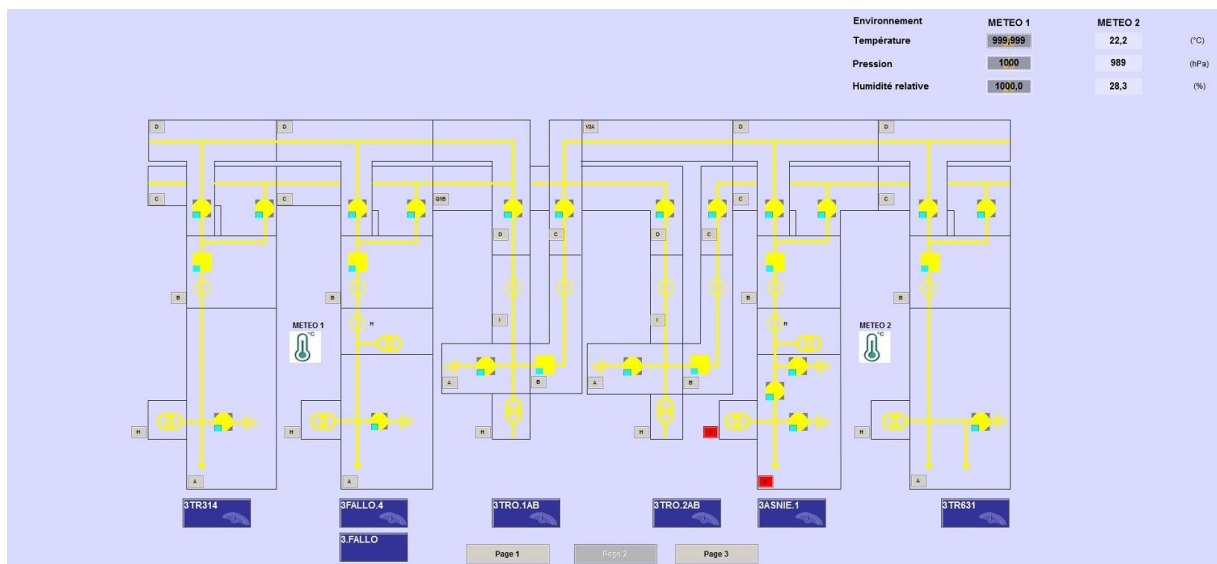 Environnement METEO 1 METEO 2
Température 999,999 22,2 (°C)
Pression 1000 989 (hPa)
Humidité relative 1000,0 28,3 (%)
D D V2A D D
C C Q1B C C
D C D C
B B B B
I I
METEO 1 H H METEO 2
°C °C
A B A B
H H H H H
A A A
3TR314 3FALLO.4 3TRO.1AB 3TRO.2AB 3ASNIE.1 3TR631
3.FALLO
Page 1 Page 2 Page 3